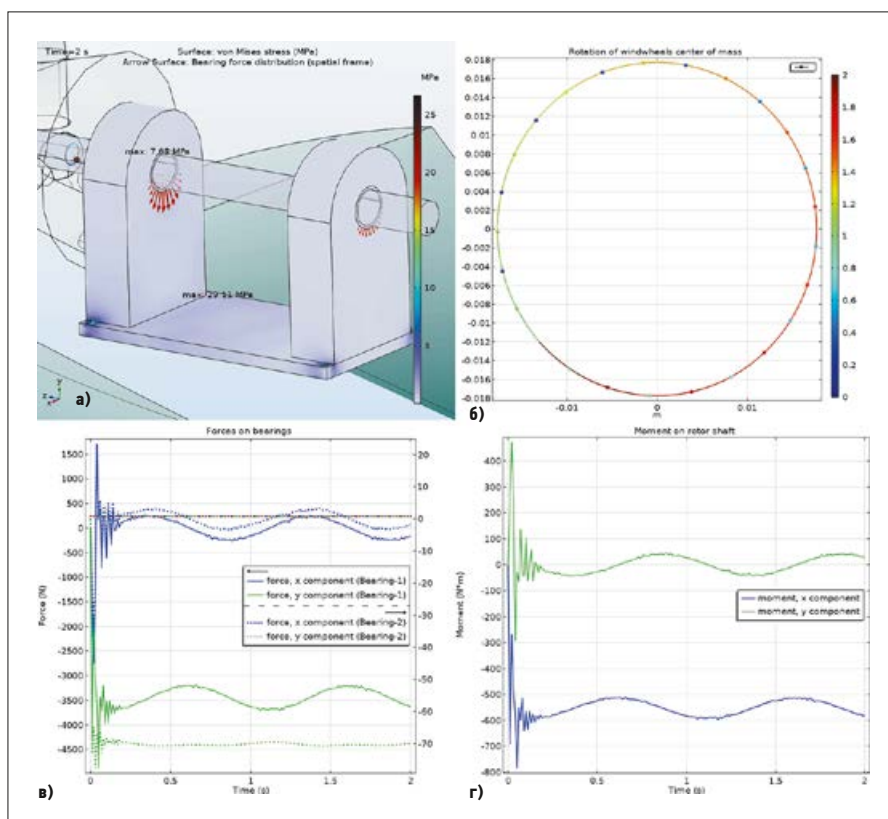 Time=2 s Surface: von Mises stress (MPa)
Arrow Surface: Bearing force distribution (spatial frame)
MPa
max: 7.68 MPa
max: 29.51 MPa
25
20
15
10
5
y
z
а)
Rotation of windwheels center of mass
0.018
0.016
0.014
0.012
0.01
0.008
0.006
0.004
0.002
0
-0.002
-0.004
-0.006
-0.008
-0.01
-0.012
-0.014
-0.016
-0.018
-0.01 0 0.01
m
2
1.8
1.6
1.4
1.2
1
0.8
0.6
0.4
0.2
0
б)
Forces on bearings
Force (N)
1500
1000
500
0
-500
-1000
-1500
-2000
-2500
-3000
-3500
-4000
-4500
20
10
0
-10
-20
-30
-40
-50
-60
-70
force, x component (Bearing-1)
force, y component (Bearing-1)
force, x component (Bearing-2)
force, y component (Bearing-2)
0 0.5 1 1.5 2
Time (s)
в)
Moment on rotor shaft
Moment (N*m)
400
300
200
100
0
-100
-200
-300
-400
-500
-600
-700
-800
moment, x component
moment, y component
0 0.5 1 1.5 2
Time (s)
г)